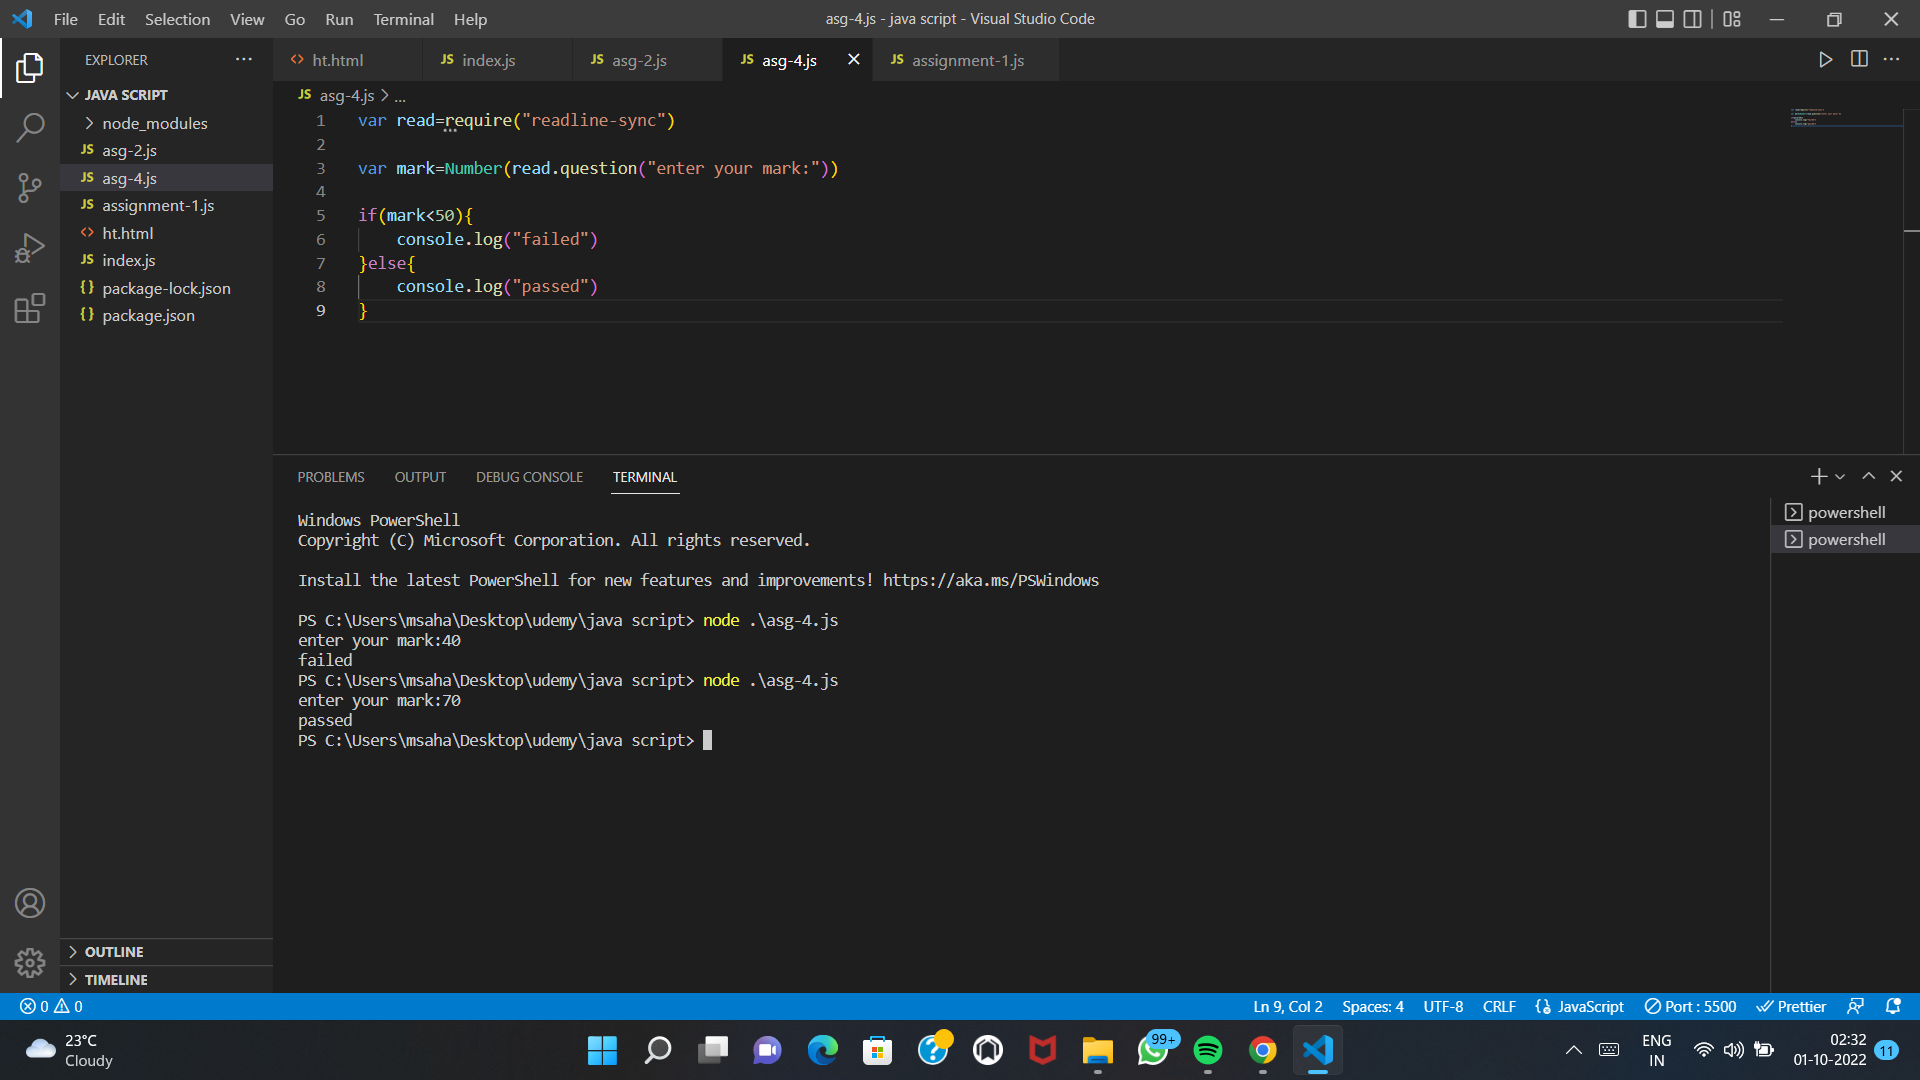 File Edit Selection View Go Run Terminal Help
asg-4.js - java script - Visual Studio Code
EXPLORER
JAVA SCRIPT
node_modules
JS asg-2.js
JS asg-4.js
JS assignment-1.js
<> ht.html
JS index.js
{} package-lock.json
{} package.json
OUTLINE
TIMELINE
<> ht.html
JS index.js
JS asg-2.js
JS asg-4.js
JS assignment-1.js
JS asg-4.js > ...
1 var read=require("readline-sync")
2
3 var mark=Number(read.question("enter your mark:"))
4
5 if(mark<50){
6     console.log("failed")
7 }else{
8     console.log("passed")
9 }
PROBLEMS OUTPUT DEBUG CONSOLE TERMINAL
Windows PowerShell
Copyright (C) Microsoft Corporation. All rights reserved.
Install the latest PowerShell for new features and improvements! https://aka.ms/PSWindows
PS C:\Users\msaha\Desktop\udemy\java script> node .\asg-4.js
enter your mark:40
failed
PS C:\Users\msaha\Desktop\udemy\java script> node .\asg-4.js
enter your mark:70
passed
PS C:\Users\msaha\Desktop\udemy\java script>
powershell
powershell
0 0
Ln 9, Col 2 Spaces: 4 UTF-8 CRLF {} JavaScript Port : 5500 Prettier
23°C
Cloudy
99+
ENG
IN
02:32
01-10-2022
11